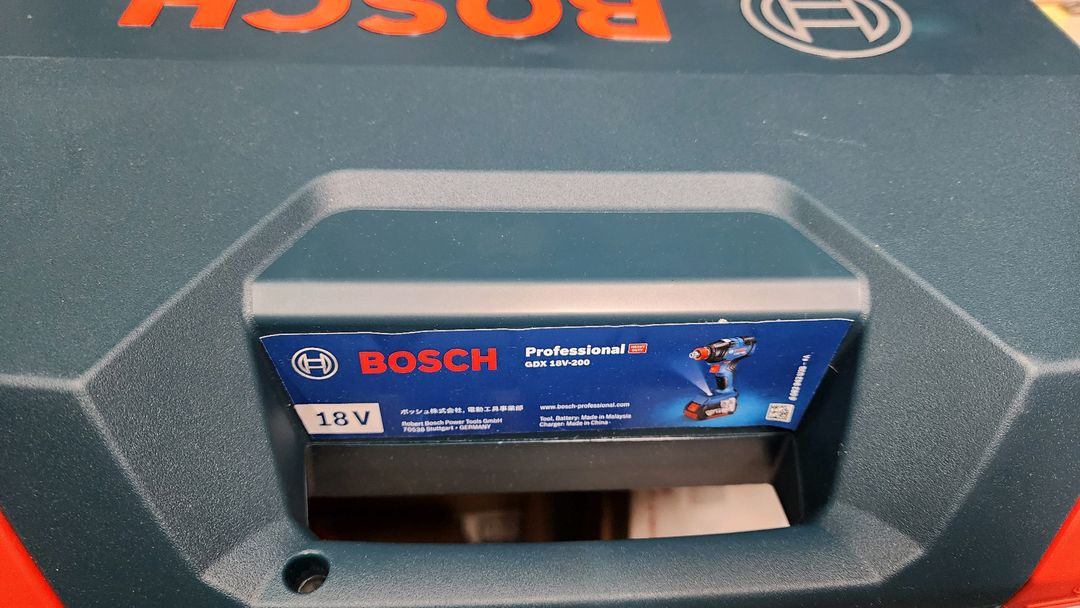 BOSCH
BOSCH
Professional HEAVY DUTY
GDX 18V-200
18 V
ボッシュ株式会社, 電動工具事業部
Robert Bosch Power Tools GmbH
70538 Stuttgart - GERMANY
www.bosch-professional.com
Tool, Battery: Made in Malaysia
Charger: Made in China